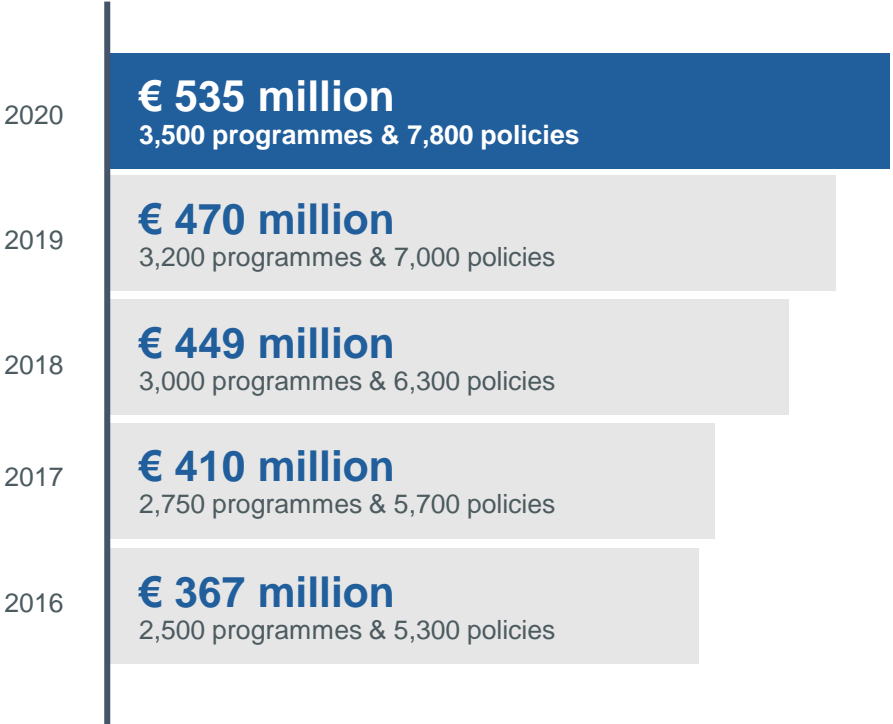 2020
€ 535 million
3,500 programmes & 7,800 policies
2019
€ 470 million
3,200 programmes & 7,000 policies
2018
€ 449 million
3,000 programmes & 6,300 policies
2017
€ 410 million
2,750 programmes & 5,700 policies
2016
€ 367 million
2,500 programmes & 5,300 policies